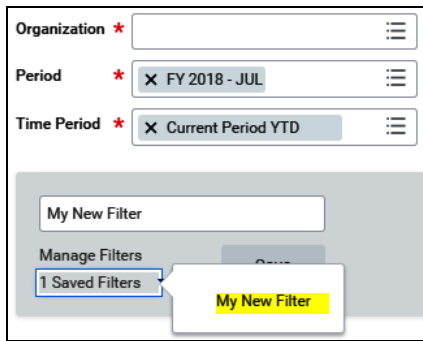 Organization *
Period * × FY 2018 - JUL
Time Period * × Current Period YTD
My New Filter
Manage Filters
1 Saved Filters
My New Filter